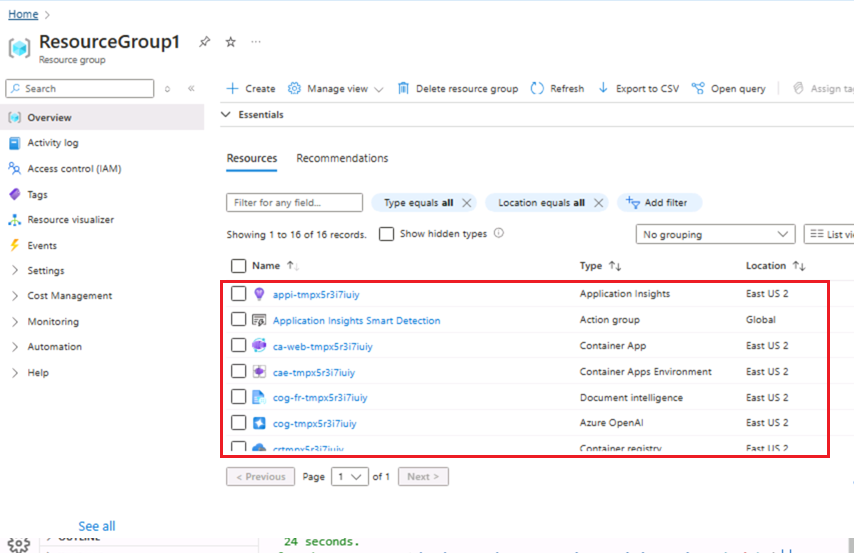 Home >
ResourceGroup1
Resource group
Search
Create Manage view Delete resource group Refresh Export to CSV Open query Assign
Overview
Essentials
Activity log
Access control (IAM)
Tags
Resource visualizer
Events
Settings
Cost Management
Monitoring
Automation
Help
Resources Recommendations
Filter for any field...
Type equals all
Location equals all
Add filter
Showing 1 to 16 of 16 records.
Show hidden types
No grouping
List
Name Type Location
appi-tmpx5r3i7iuiy Application Insights East US 2
Application Insights Smart Detection Action group Global
ca-web-tmpx5r3i7iuiy Container App East US 2
cae-tmpx5r3i7iuiy Container Apps Environment East US 2
cog-fr-tmpx5r3i7iuiy Document intelligence East US 2
cog-tmpx5r3i7iuiy Azure OpenAI East US 2
crtmpx5r3i7iuiy Container registry East US 2
< Previous Page 1 of 1 Next >
See all
OUTLINE
24 seconds.